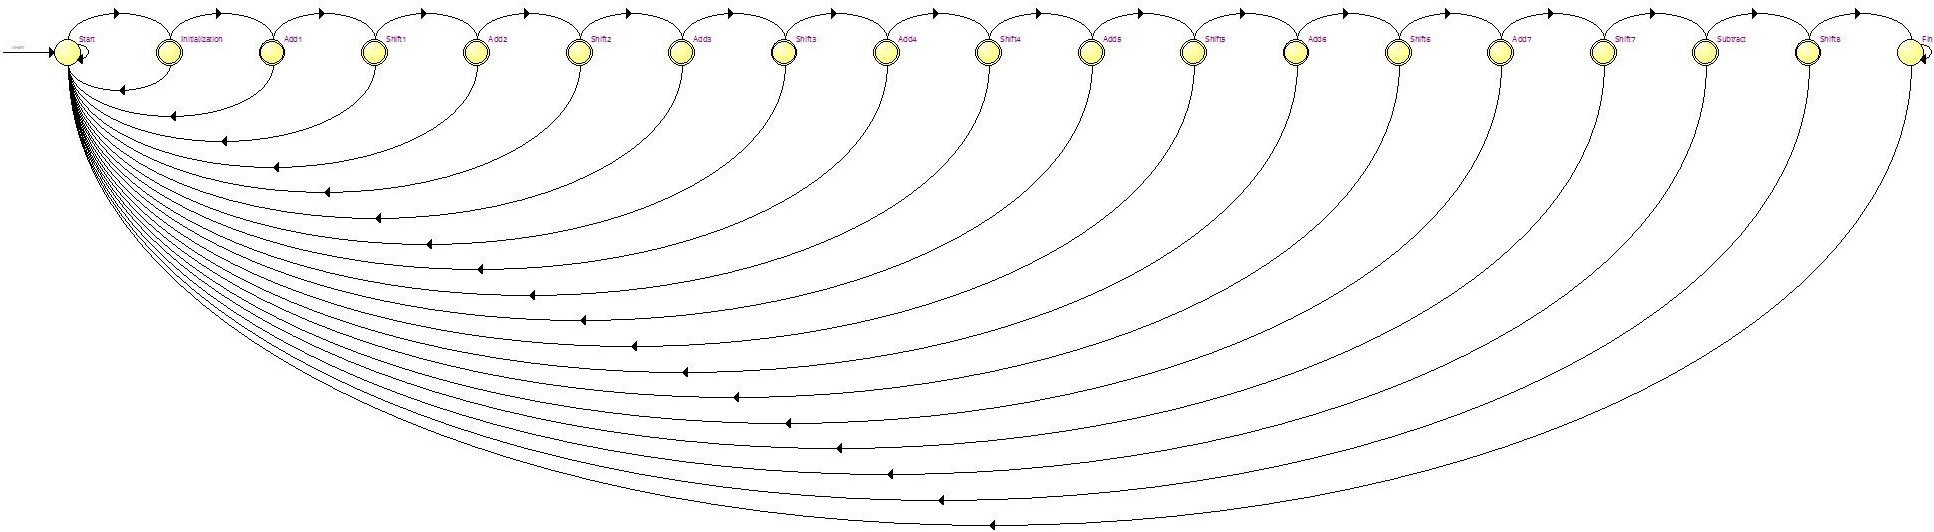 reset
Start
Initialization
Add1
Shift1
Add2
Shift2
Add3
Shift3
Add4
Shift4
Add5
Shift5
Add6
Shift6
Add7
Shift7
Subtract
Shift8
Fin